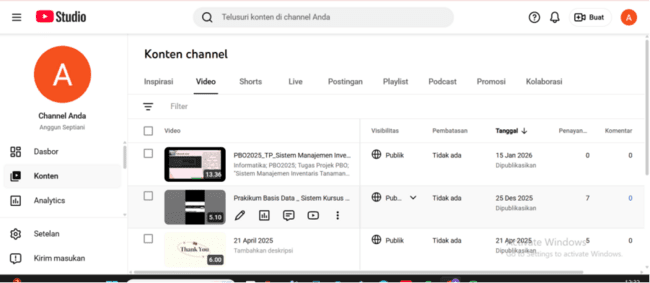 Studio
Telusuri konten di channel Anda
Buat
A
A
Channel Anda
Anggun Septiani
Dasbor
Konten
Analytics
Setelan
Kirim masukan
Konten channel
Inspirasi Video Shorts Live Postingan Playlist Podcast Promosi Kolaborasi
Filter
Video Visibilitas Pembatasan Tanggal Penayan... Komentar
13.36
PBO2025_TP_Sistem Manajemen Inve...
Informatika; PBO2025; Tugas Projek PBO;
"Sistem Manajemen Inventaris Tanaman...
Publik Tidak ada 15 Jan 2026 0 0
Dipublikasikan
5.10
Prakikum Basis Data _ Sistem Kursus ...
Pub... Tidak ada 25 Des 2025 7 0
Dipublikasikan
Thank You
6.00
21 April 2025
Tambahkan deskripsi
Publik Tidak ada 21 Apr 2025 5 0
Dipublikasikan
Activate Windows
Go to Settings to activate Windows.